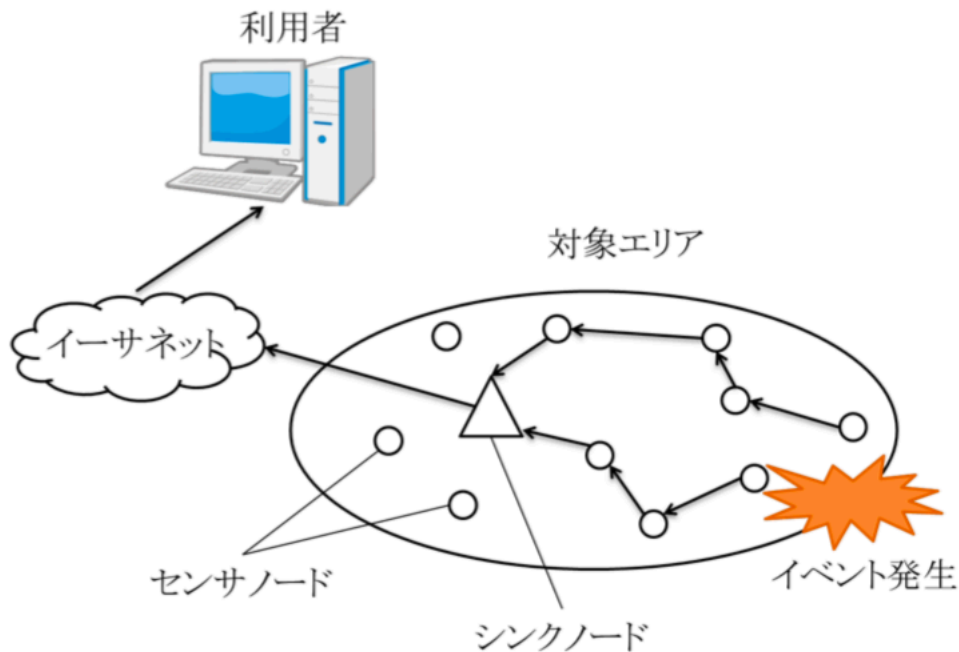 利用者
対象エリア
イーサネット
センサノード
イベント発生
シンクノード